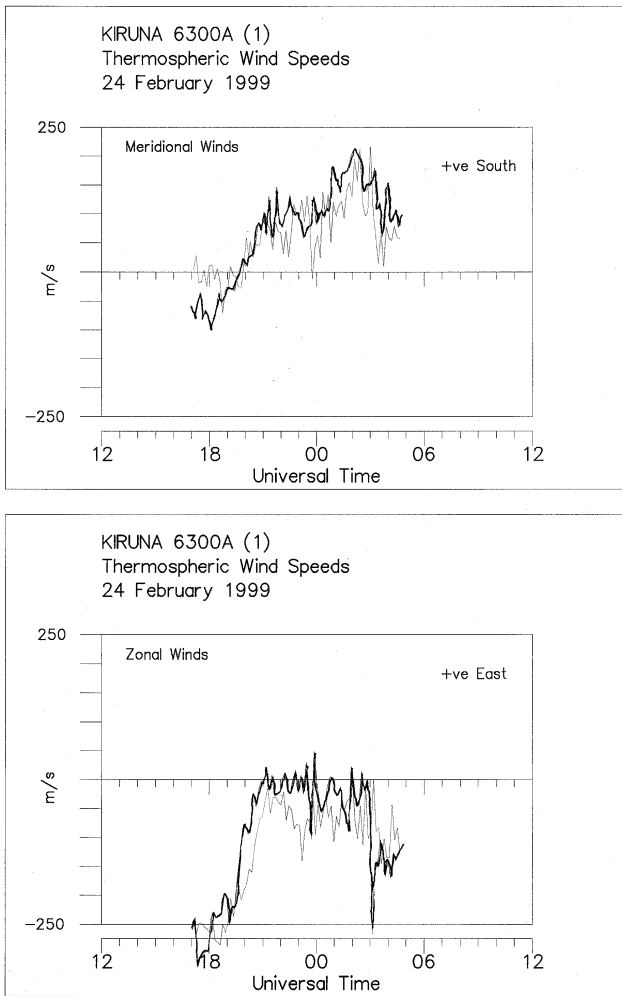 KIRUNA 6300A (1)
Thermospheric Wind Speeds
24 February 1999
250
Meridional Winds
+ve South
m/s
-250
12 18 00 06 12
Universal Time
KIRUNA 6300A (1)
Thermospheric Wind Speeds
24 February 1999
250
Zonal Winds
+ve East
m/s
-250
12 18 00 06 12
Universal Time